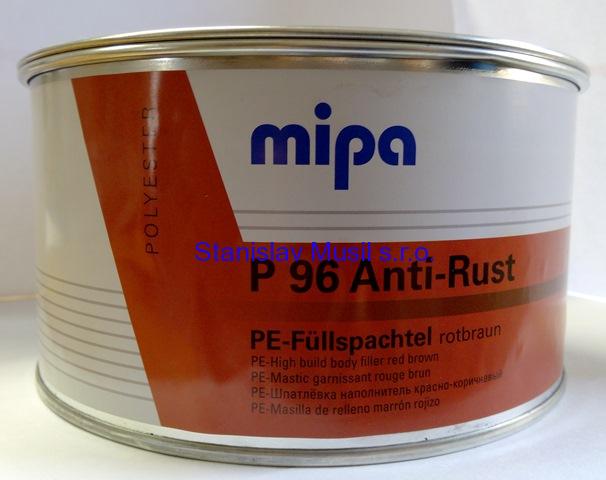 mipa
POLYESTER
Stanislav Musil s.r.o.
P 96 Anti-Rust
PE-Füllspachtel rotbraun
PE-High build body filler red brown
PE-Mastic garnissant rouge brun
PE-Шпатлёвка наполнитель красно-коричневый
PE-Masilla de relleno marrón rojizo